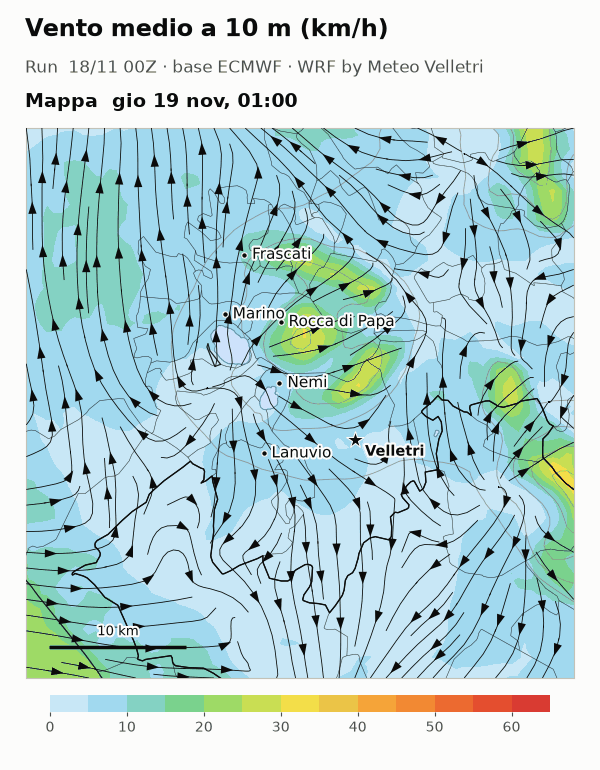 Vento medio a 10 m (km/h)
Run  18/11 00Z · base ECMWF · WRF by Meteo Velletri
Mappa  gio 19 nov, 01:00
Frascati
Marino
Rocca di Papa
Nemi
Velletri
Lanuvio
10 km
0 10 20 30 40 50 60